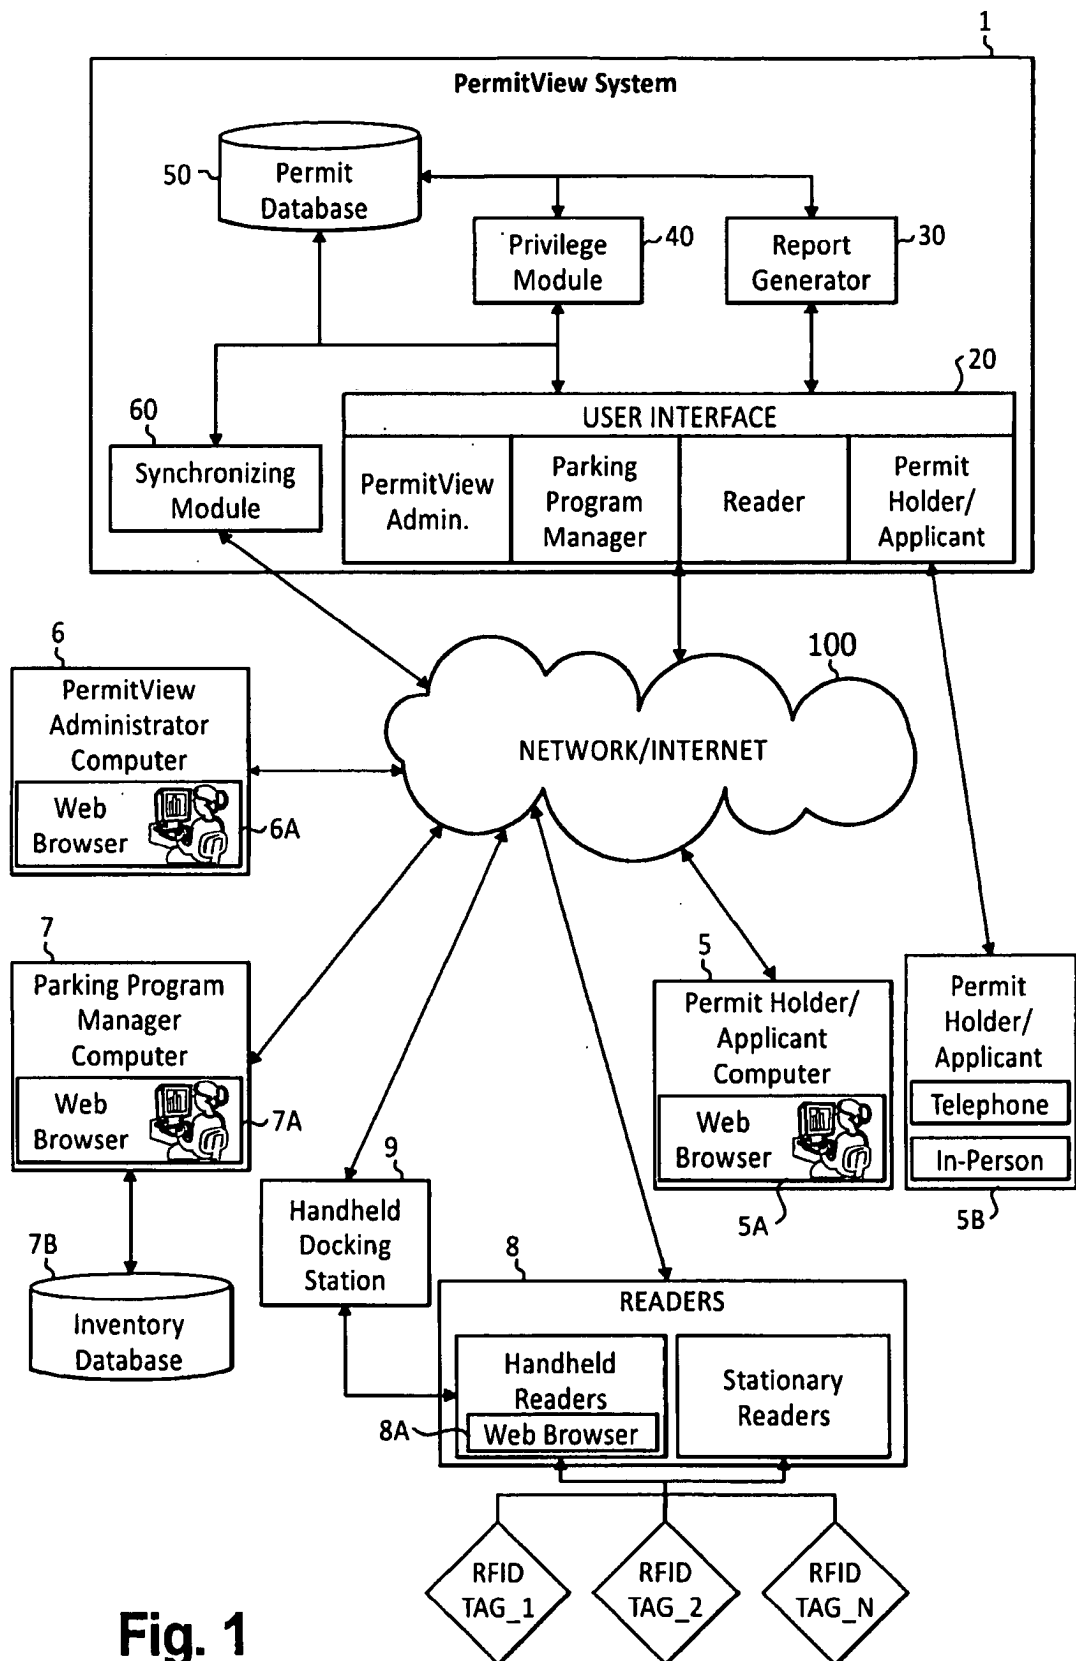 1
PermitView System
50
Permit
Database
Privilege
Module
40
Report
Generator
30
20
USER INTERFACE
PermitView
Admin.
Parking
Program
Manager
Reader
Permit
Holder/
Applicant
60
Synchronizing
Module
100
NETWORK/INTERNET
6
PermitView
Administrator
Computer
Web
Browser
6A
7
Parking Program
Manager
Computer
Web
Browser
7A
7B
Inventory
Database
9
Handheld
Docking
Station
5
Permit Holder/
Applicant
Computer
Web
Browser
5A
Permit
Holder/
Applicant
Telephone
In-Person
5B
8
READERS
Handheld
Readers
8A
Web Browser
Stationary
Readers
RFID
TAG_1
RFID
TAG_2
RFID
TAG_N
Fig. 1